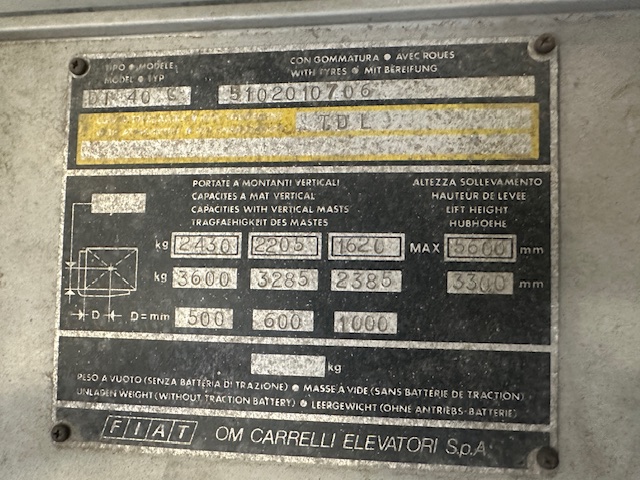 TIPO ● MODELE
MODEL ● TYP
CON GOMMATURA ● AVEC ROUES
WITH TYRES ● MIT BEREIFUNG
DI 40 C 5102010706
TDL
PORTATE A MONTANTI VERTICALI
CAPACITES A MAT VERTICAL
CAPACITIES WITH VERTICAL MASTS
TRAGFAEHIGKEIT DES MASTES
ALTEZZA SOLLEVAMENTO
HAUTEUR DE LEVÉE
LIFT HEIGHT
HUBHOEHE
kg 2430 2205 1620 MAX 5600 mm
kg 3600 3285 2385 3300 mm
D D = mm 500 600 1000
kg
PESO A VUOTO (SENZA BATTERIA DI TRAZIONE) ● MASSE A VIDE (SANS BATTERIE DE TRACTION)
UNLADEN WEIGHT (WITHOUT TRACTION BATTERY) ● LEERGEWICHT (OHNE ANTRIEBS-BATTERIE)
FIAT OM CARRELLI ELEVATORI S.p.A.